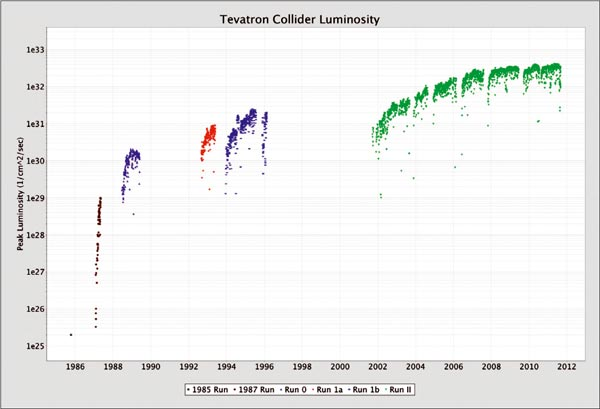 Tevatron Collider Luminosity
Peak Luminosity (1/cm^2/sec)
1e33
1e32
1e31
1e30
1e29
1e28
1e27
1e26
1e25
1986 1988 1990 1992 1994 1996 1998 2000 2002 2004 2006 2008 2010 2012
1985 Run 1987 Run Run 0 Run 1a Run 1b Run II